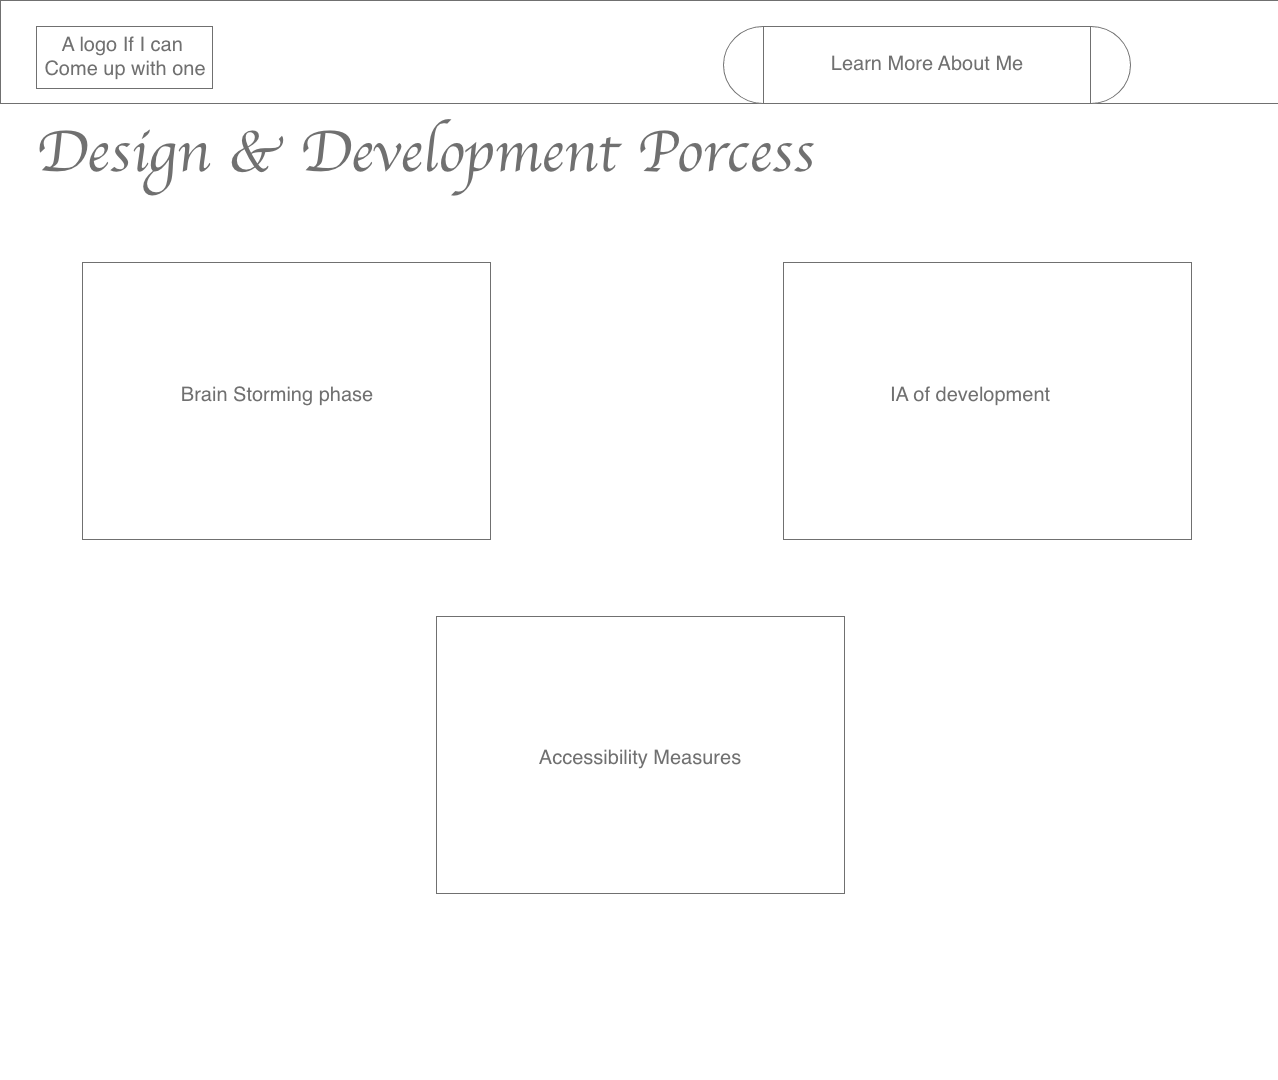 A logo If I can
Come up with one
Learn More About Me
Design & Development Porcess
Brain Storming phase
IA of development
Accessibility Measures